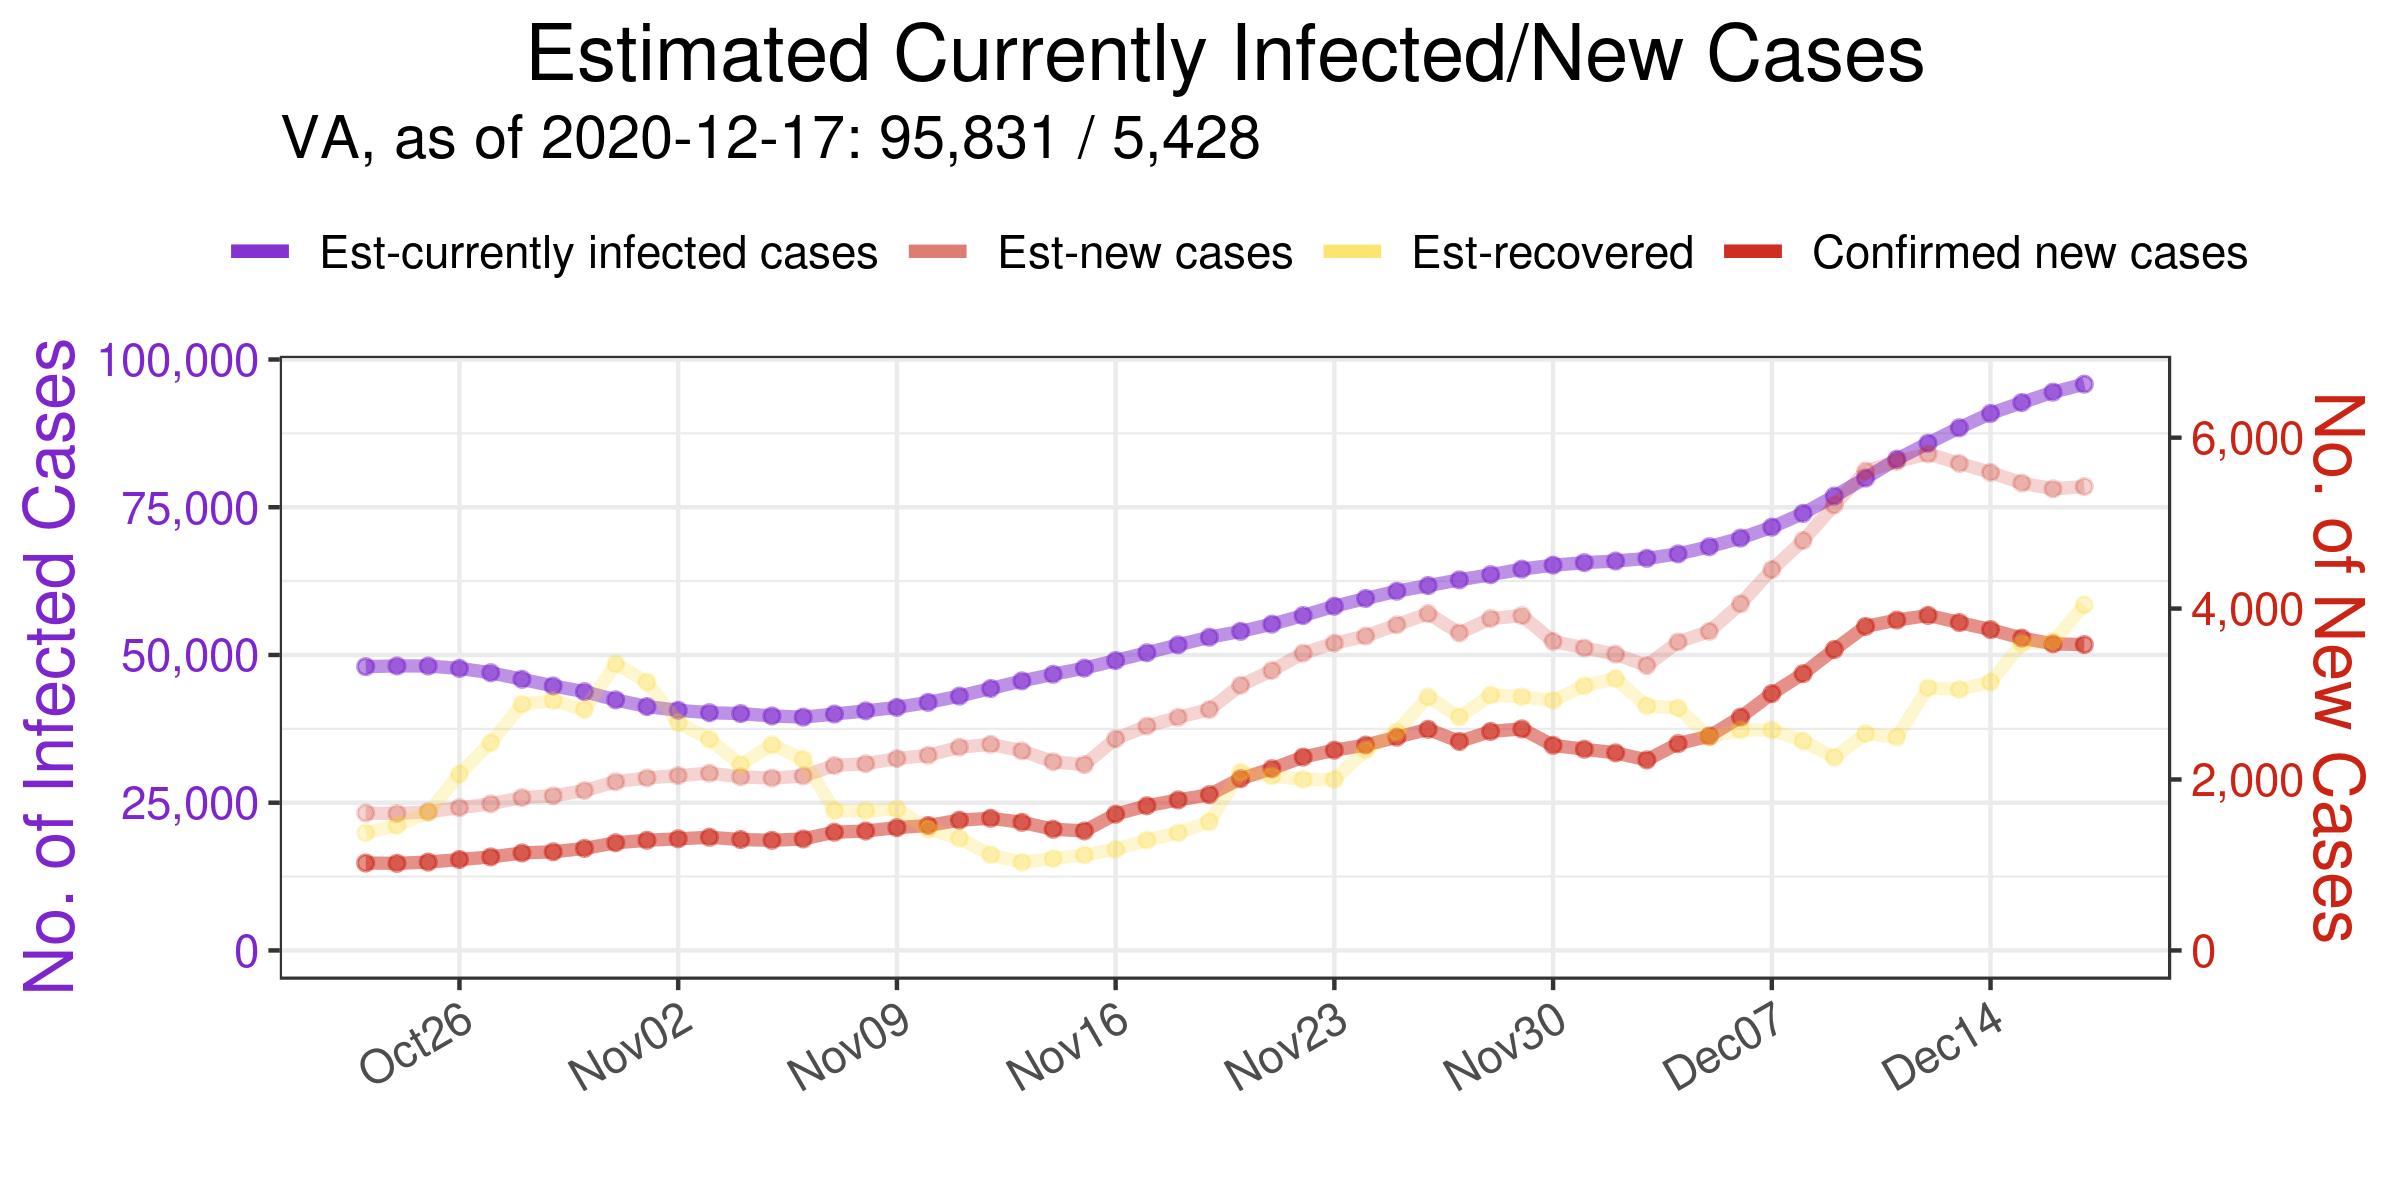 Estimated Currently Infected/New Cases
VA, as of 2020-12-17: 95,831 / 5,428
Est-currently infected cases Est-new cases Est-recovered Confirmed new cases
No. of Infected Cases
100,000
75,000
50,000
25,000
0
6,000
4,000
2,000
0
No. of New Cases
Oct26 Nov02 Nov09 Nov16 Nov23 Nov30 Dec07 Dec14